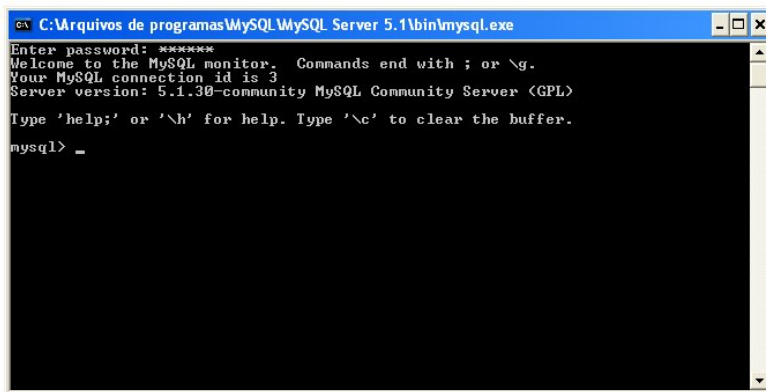 C:\Arquivos de programas\MySQL\MySQL Server 5.1\bin\mysql.exe
Enter password: ******
Welcome to the MySQL monitor.  Commands end with ; or \g.
Your MySQL connection id is 3
Server version: 5.1.30-community MySQL Community Server (GPL)
Type 'help;' or '\h' for help. Type '\c' to clear the buffer.
mysql> _